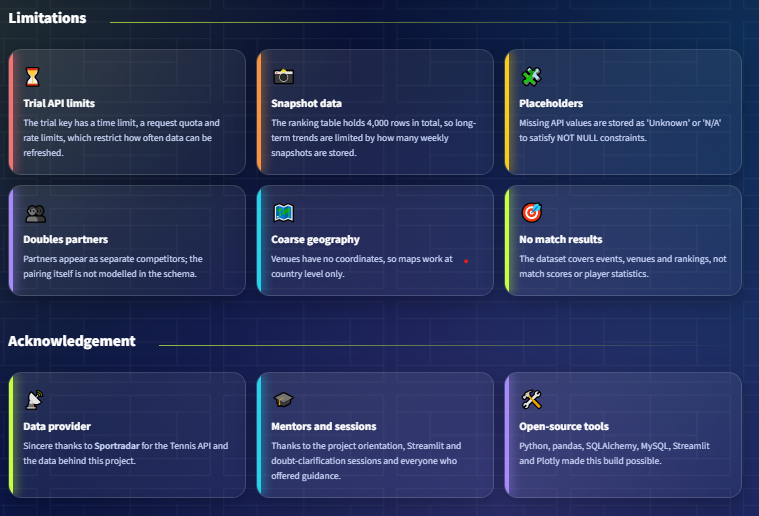 Limitations
Trial API limits
The trial key has a time limit, a request quota and
rate limits, which restrict how often data can be
refreshed.
Snapshot data
The ranking table holds 4,000 rows in total, so long-
term trends are limited by how many weekly
snapshots are stored.
Placeholders
Missing API values are stored as 'Unknown' or 'N/A'
to satisfy NOT NULL constraints.
Doubles partners
Partners appear as separate competitors; the
pairing itself is not modelled in the schema.
Coarse geography
Venues have no coordinates, so maps work at
country level only.
No match results
The dataset covers events, venues and rankings, not
match scores or player statistics.
Acknowledgement
Data provider
Sincere thanks to Sportradar for the Tennis API and
the data behind this project.
Mentors and sessions
Thanks to the project orientation, Streamlit and
doubt-clarification sessions and everyone who
offered guidance.
Open-source tools
Python, pandas, SQLAlchemy, MySQL, Streamlit
and Plotly made this build possible.